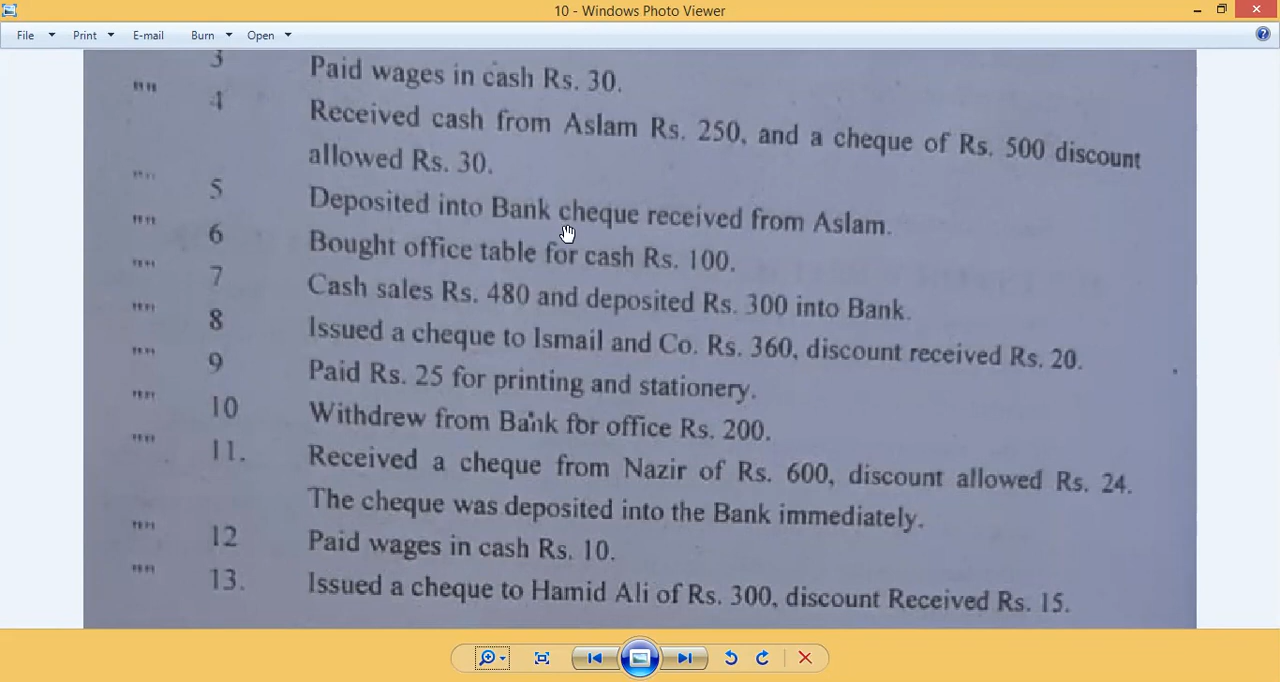 10 - Windows Photo Viewer
File Print E-mail Burn Open
3 Paid wages in cash Rs. 30.
"" 4 Received cash from Aslam Rs. 250, and a cheque of Rs. 500 discount
allowed Rs. 30.
"" 5 Deposited into Bank cheque received from Aslam.
"" 6 Bought office table for cash Rs. 100.
"" 7 Cash sales Rs. 480 and deposited Rs. 300 into Bank.
"" 8 Issued a cheque to Ismail and Co. Rs. 360, discount received Rs. 20.
"" 9 Paid Rs. 25 for printing and stationery.
"" 10 Withdrew from Bank for office Rs. 200.
"" 11. Received a cheque from Nazir of Rs. 600, discount allowed Rs. 24.
The cheque was deposited into the Bank immediately.
"" 12 Paid wages in cash Rs. 10.
"" 13. Issued a cheque to Hamid Ali of Rs. 300, discount Received Rs. 15.